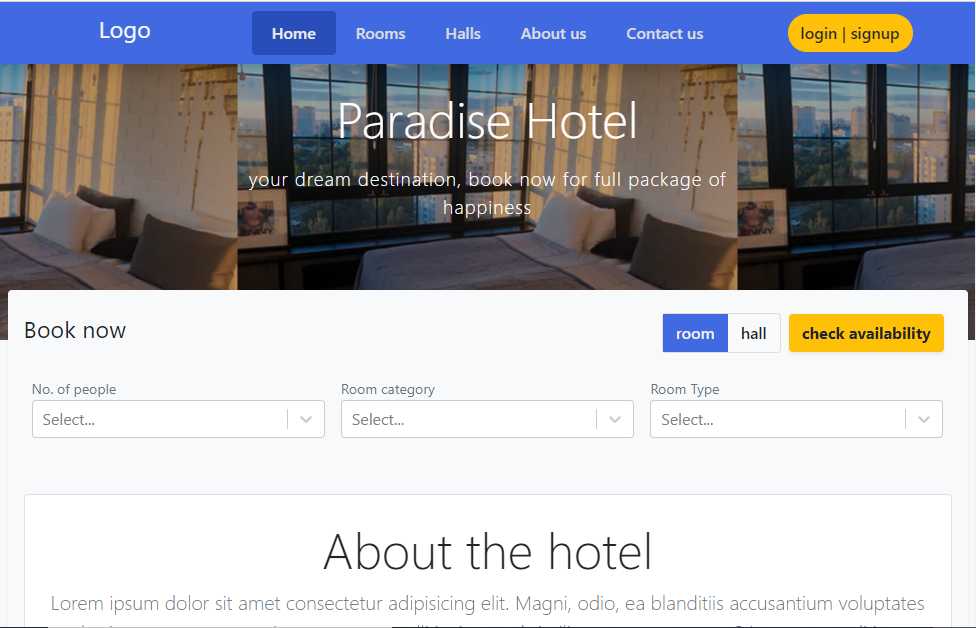 Logo
Home
Rooms
Halls
About us
Contact us
login | signup
Paradise Hotel
your dream destination, book now for full package of
happiness
Book now
room
hall
check availability
No. of people
Room category
Room Type
Select...
Select...
Select...
About the hotel
Lorem ipsum dolor sit amet consectetur adipisicing elit. Magni, odio, ea blanditiis accusantium voluptates